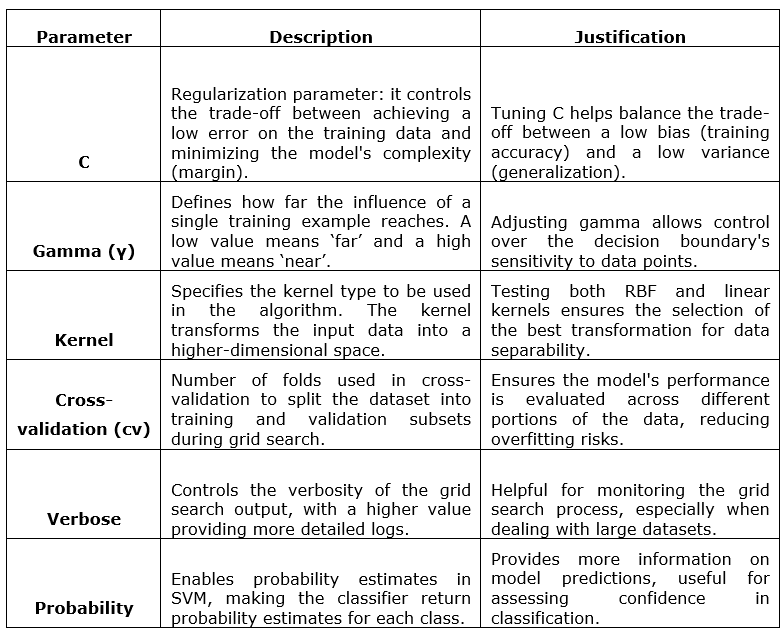 Parameter Description Justification
C
Regularization parameter: it controls
the trade-off between achieving a
low error on the training data and
minimizing the model's complexity
(margin).
Tuning C helps balance the trade-
off between a low bias (training
accuracy) and a low variance
(generalization).
Gamma (γ)
Defines how far the influence of a
single training example reaches. A
low value means ‘far’ and a high
value means ‘near’.
Adjusting gamma allows control
over the decision boundary's
sensitivity to data points.
Kernel
Specifies the kernel type to be used
in the algorithm. The kernel
transforms the input data into a
higher-dimensional space.
Testing both RBF and linear
kernels ensures the selection of
the best transformation for data
separability.
Cross-
validation (cv)
Number of folds used in cross-
validation to split the dataset into
training and validation subsets
during grid search.
Ensures the model's performance
is evaluated across different
portions of the data, reducing
overfitting risks.
Verbose
Controls the verbosity of the grid
search output, with a higher value
providing more detailed logs.
Helpful for monitoring the grid
search process, especially when
dealing with large datasets.
Probability
Enables probability estimates in
SVM, making the classifier return
probability estimates for each class.
Provides more information on
model predictions, useful for
assessing confidence in
classification.